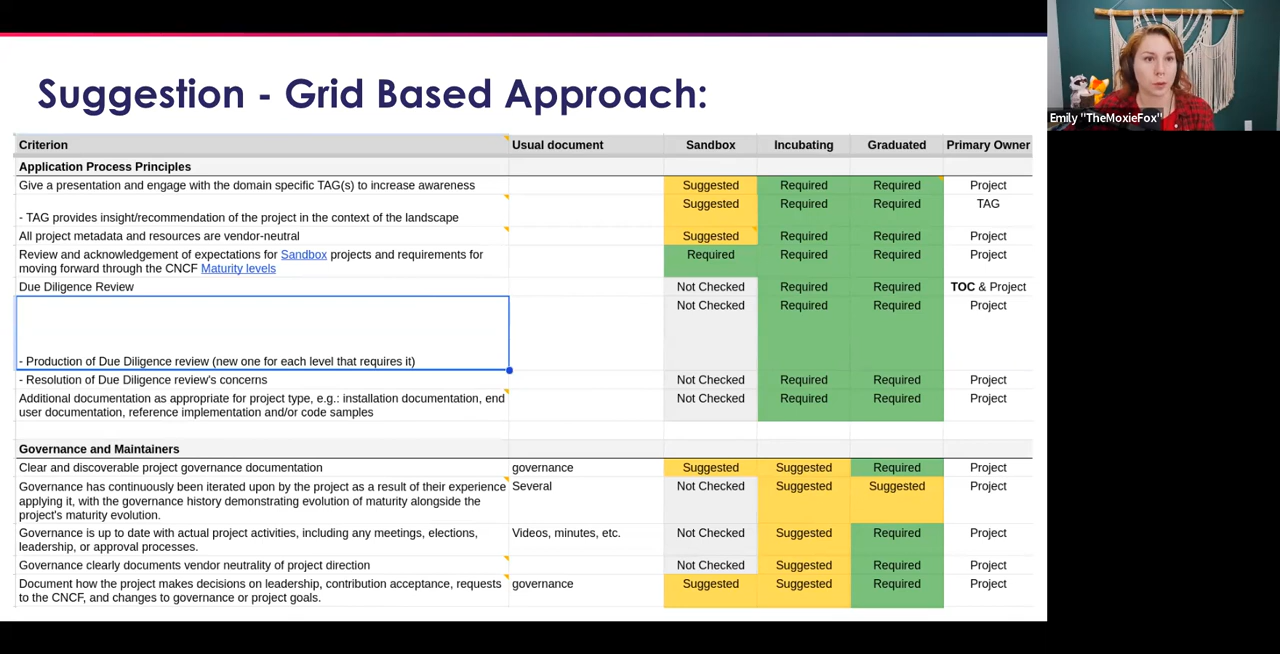 Suggestion - Grid Based Approach:
Emily "TheMoxieFox"
Criterion Usual document Sandbox Incubating Graduated Primary Owner
Application Process Principles
Give a presentation and engage with the domain specific TAG(s) to increase awareness Suggested Required Required Project
- TAG provides insight/recommendation of the project in the context of the landscape Suggested Required Required TAG
All project metadata and resources are vendor-neutral Suggested Required Required Project
Review and acknowledgement of expectations for Sandbox projects and requirements for Required Required Required Project
moving forward through the CNCF Maturity levels
Due Diligence Review Not Checked Required Required TOC & Project
- Production of Due Diligence review (new one for each level that requires it) Not Checked Required Required Project
- Resolution of Due Diligence review's concerns Not Checked Required Required Project
Additional documentation as appropriate for project type, e.g.: installation documentation, end Not Checked Required Required Project
user documentation, reference implementation and/or code samples
Governance and Maintainers
Clear and discoverable project governance documentation governance Suggested Suggested Required Project
Governance has continuously been iterated upon by the project as a result of their experience Several Not Checked Suggested Suggested Project
applying it, with the governance history demonstrating evolution of maturity alongside the
project's maturity evolution.
Governance is up to date with actual project activities, including any meetings, elections, Videos, minutes, etc. Not Checked Suggested Required Project
leadership, or approval processes.
Governance clearly documents vendor neutrality of project direction Not Checked Suggested Required Project
Document how the project makes decisions on leadership, contribution acceptance, requests governance Suggested Suggested Required Project
to the CNCF, and changes to governance or project goals.